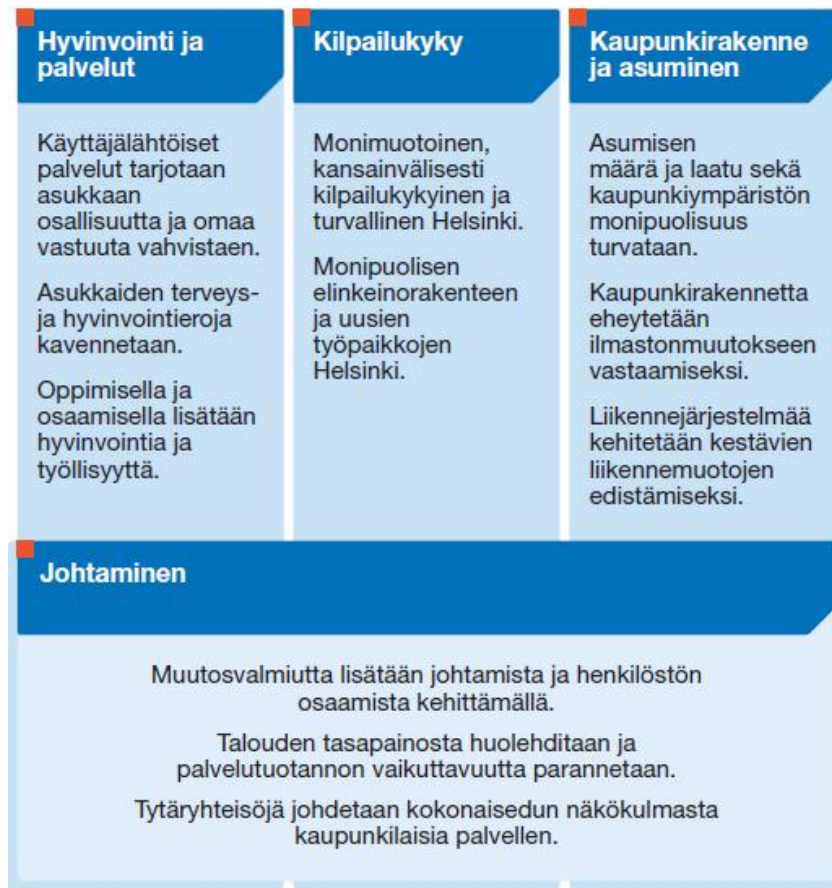 Hyvinvointi ja
palvelut
Käyttäjälähtöiset
palvelut tarjotaan
asukkaan
osallisuutta ja omaa
vastuuta vahvistaen.
Asukkaiden terveys-
ja hyvinvointieroja
kavennetaan.
Oppimisella ja
osaamisella lisätään
hyvinvointia ja
työllisyyttä.
Kilpailukyky
Monimuotoinen,
kansainvälisesti
kilpailukykyinen ja
turvallinen Helsinki.
Monipuolisen
elinkeinorakenteen
ja uusien
työpaikkojen
Helsinki.
Kaupunkirakenne
ja asuminen
Asumisen
määrä ja laatu sekä
kaupunkiympäristön
monipuolisuus
turvataan.
Kaupunkirakennetta
eheytetään
ilmastonmuutokseen
vastaamiseksi.
Liikennejärjestelmää
kehitetään kestävien
liikennemuotojen
edistämiseksi.
Johtaminen
Muutosvalmiutta lisätään johtamista ja henkilöstön
osaamista kehittämällä.
Talouden tasapainosta huolehditaan ja
palvelutuotannon vaikuttavuutta parannetaan.
Tytäryhteisöjä johdetaan kokonaisedun näkökulmasta
kaupunkilaisia palvellen.